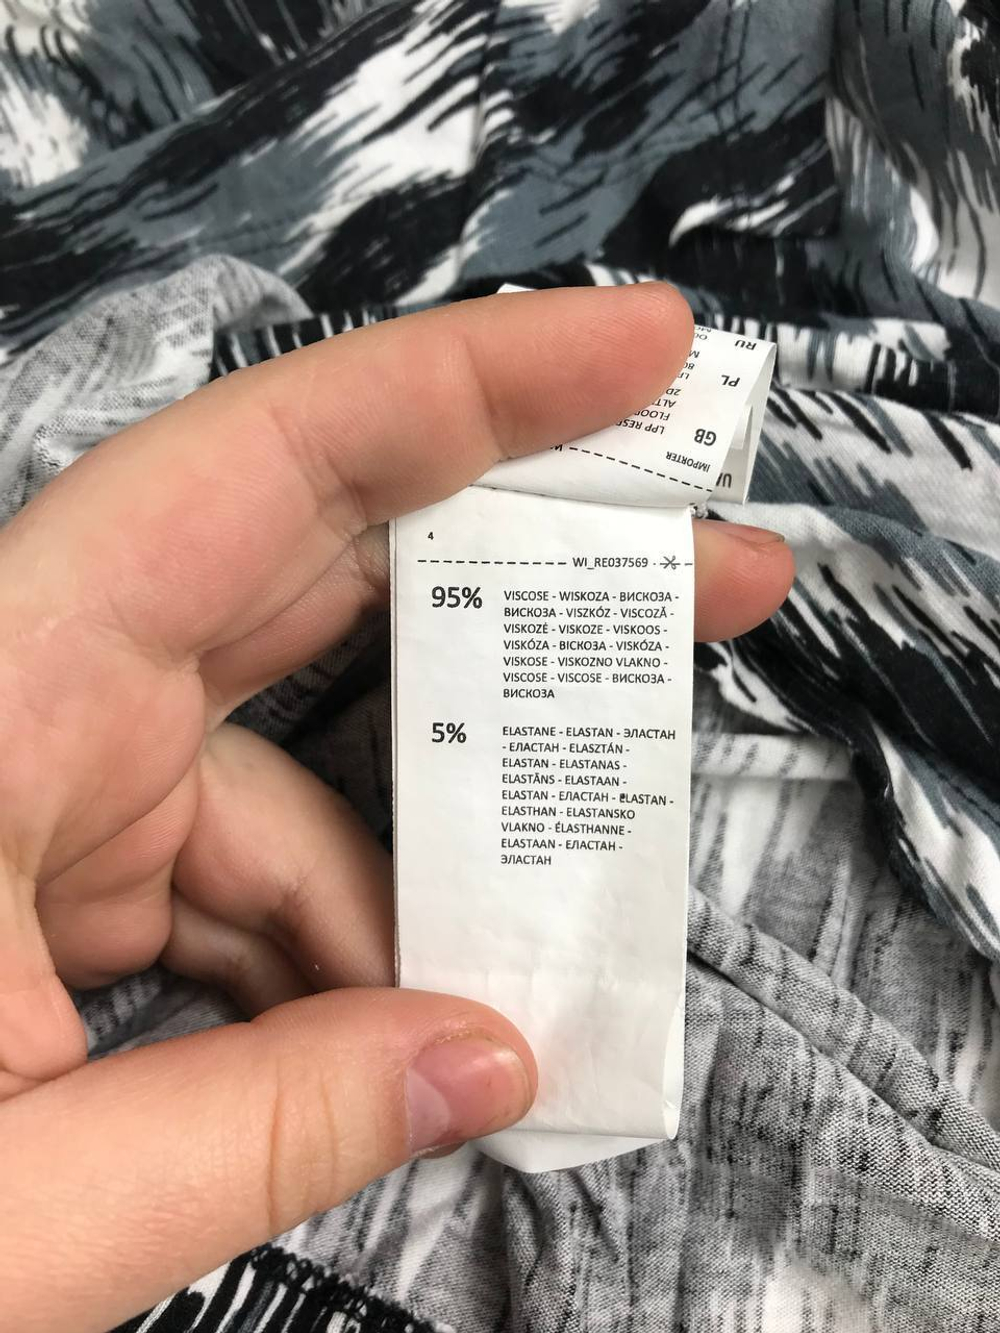 RU
PL
GB
IMPORTER
4
WI_RE037569
95%
VISCOSE - WISKOZA - ВИСКОЗА -
ВИСКОЗА - VISZKÓZ - VISCOZĂ -
VISKOZĖ - VISKOZE - VISKOOS -
VISKÓZA - ВІСКОЗА - VISKÓZA -
VISKOSE - VISKOZNO VLAKNO -
VISCOSE - VISCOSE - ВИСКОЗА -
ВИСКОЗА
5%
ELASTANE - ELASTAN - ЭЛАСТАН
- ЕЛАСТАН - ELASZTÁN -
ELASTAN - ELASTANAS -
ELASTĀNS - ELASTAAN -
ELASTAN - ЕЛАСТАН - ELASTAN -
ELASTHAN - ELASTANSKO
VLAKNO - ÉLASTHANNE -
ELASTAAN - ЕЛАСТАН -
ЭЛАСТАН